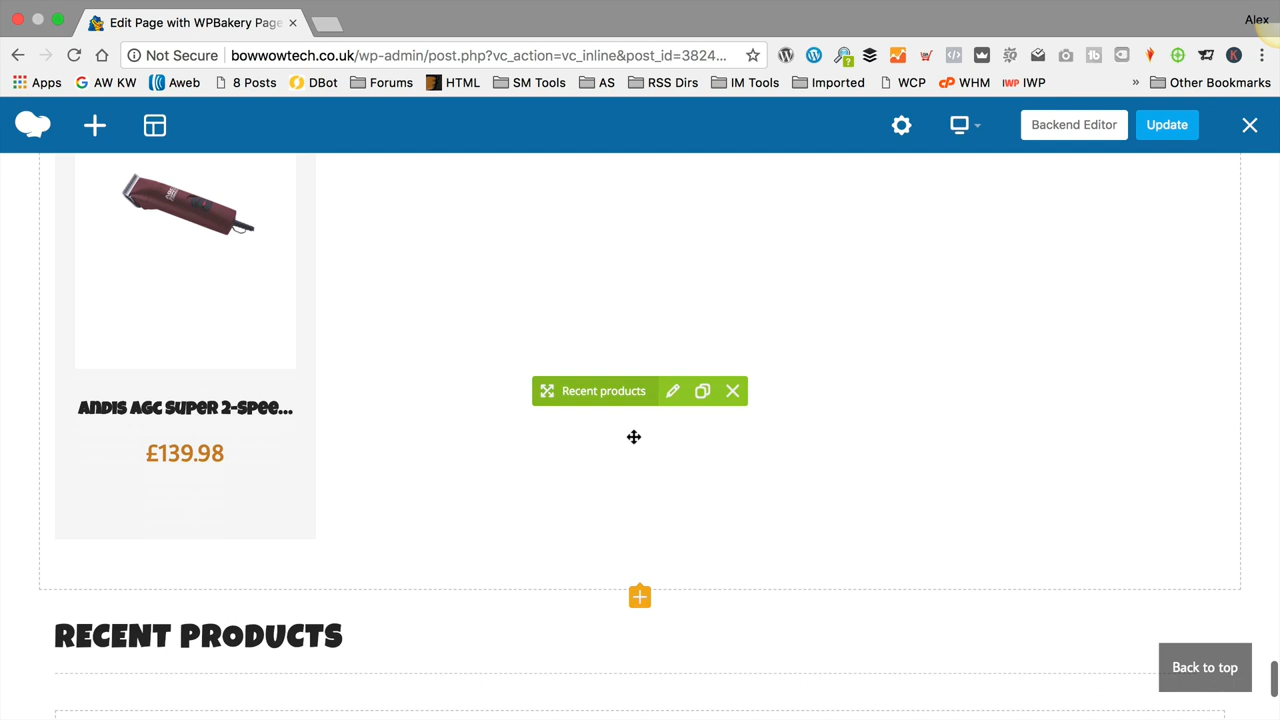 Alex
Edit Page with WPBakery Page
Not Secure bowwowtech.co.uk/wp-admin/post.php?vc_action=vc_inline&post_id=3824...
Apps AW KW Aweb 8 Posts DBot Forums HTML SM Tools AS RSS Dirs IM Tools Imported WCP WHM IWP IWP » Other Bookmarks
Backend Editor Update
Recent products
Andis AGC Super 2-Spee...
£139.98
RECENT PRODUCTS
Back to top